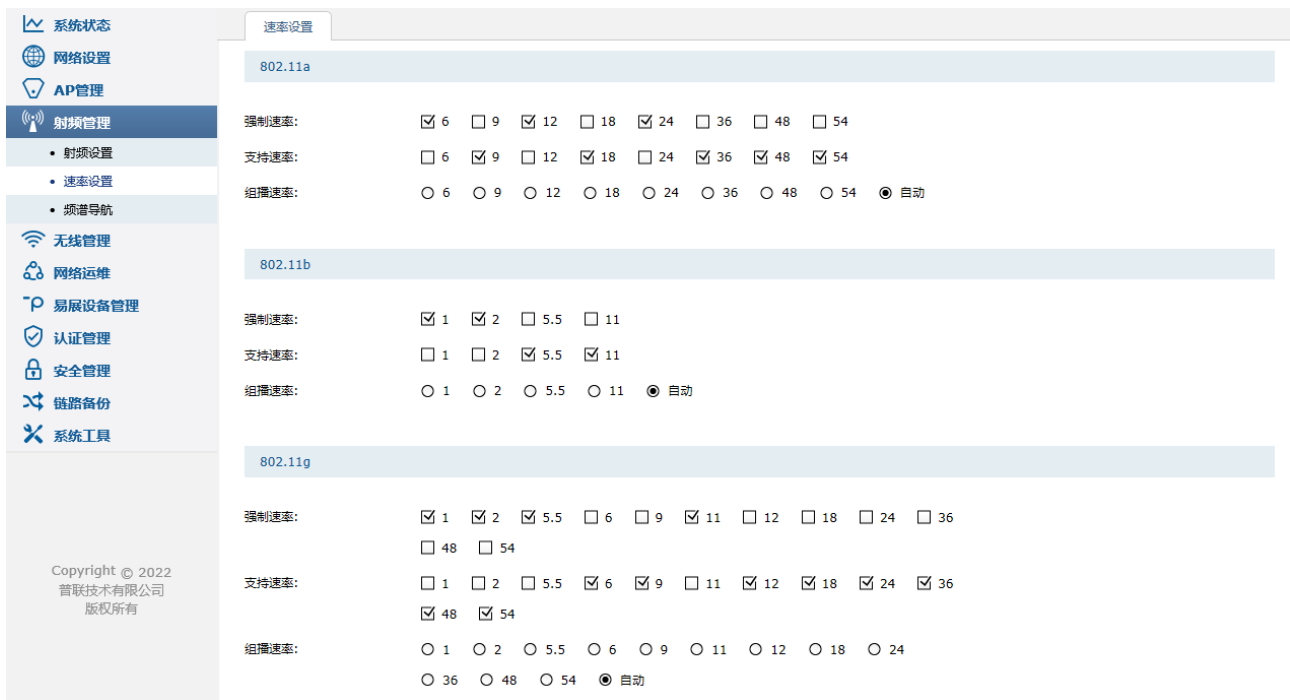 系统状态
网络设置
AP管理
射频管理
• 射频设置
• 速率设置
• 频谱导航
无线管理
网络运维
易展设备管理
认证管理
安全管理
链路备份
系统工具
Copyright © 2022
普联技术有限公司
版权所有
速率设置
802.11a
强制速率: 6 9 12 18 24 36 48 54
支持速率: 6 9 12 18 24 36 48 54
组播速率: 6 9 12 18 24 36 48 54 自动
802.11b
强制速率: 1 2 5.5 11
支持速率: 1 2 5.5 11
组播速率: 1 2 5.5 11 自动
802.11g
强制速率: 1 2 5.5 6 9 11 12 18 24 36
48 54
支持速率: 1 2 5.5 6 9 11 12 18 24 36
48 54
组播速率: 1 2 5.5 6 9 11 12 18 24
36 48 54 自动